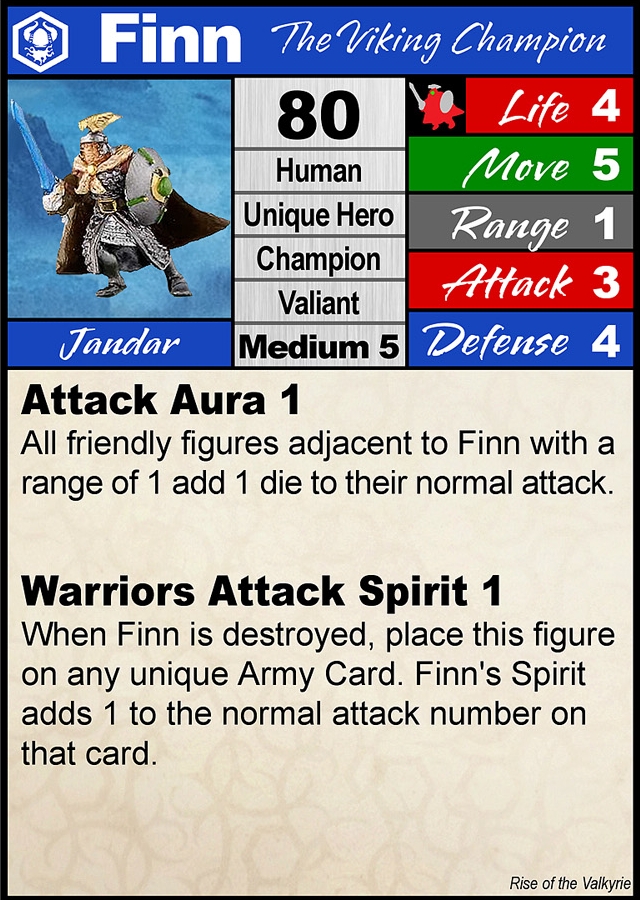 Finn The Viking Champion
80
Human
Unique Hero
Champion
Valiant
Medium 5
Life 4
Move 5
Range 1
Attack 3
Defense 4
Jandar
Attack Aura 1
All friendly figures adjacent to Finn with a
range of 1 add 1 die to their normal attack.
Warriors Attack Spirit 1
When Finn is destroyed, place this figure
on any unique Army Card. Finn's Spirit
adds 1 to the normal attack number on
that card.
Rise of the Valkyrie